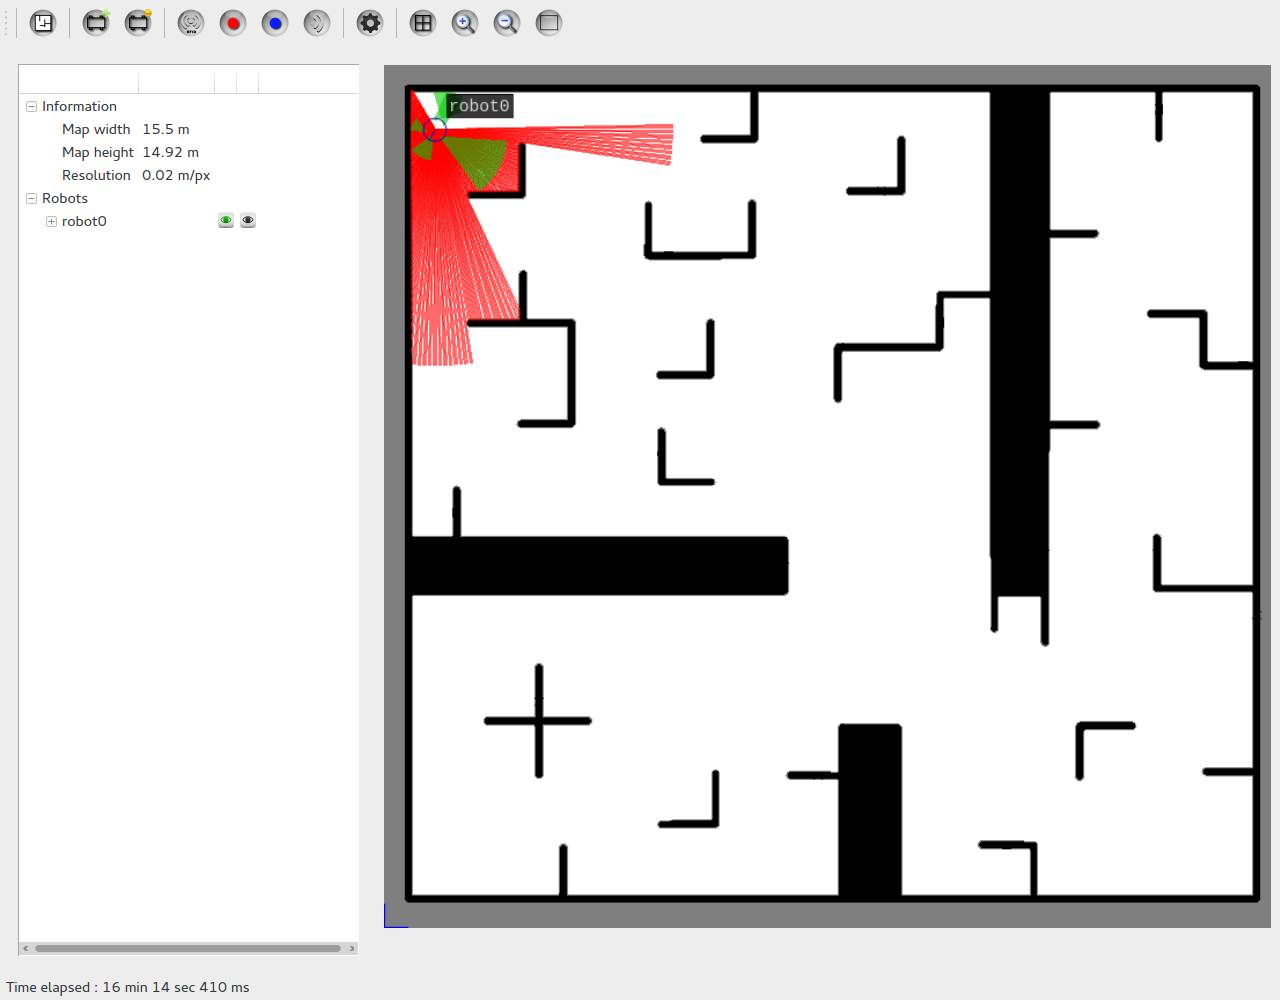 Information
Map width 15.5 m
Map height 14.92 m
Resolution 0.02 m/px
Robots
robot0
robot0
Time elapsed : 16 min 14 sec 410 ms